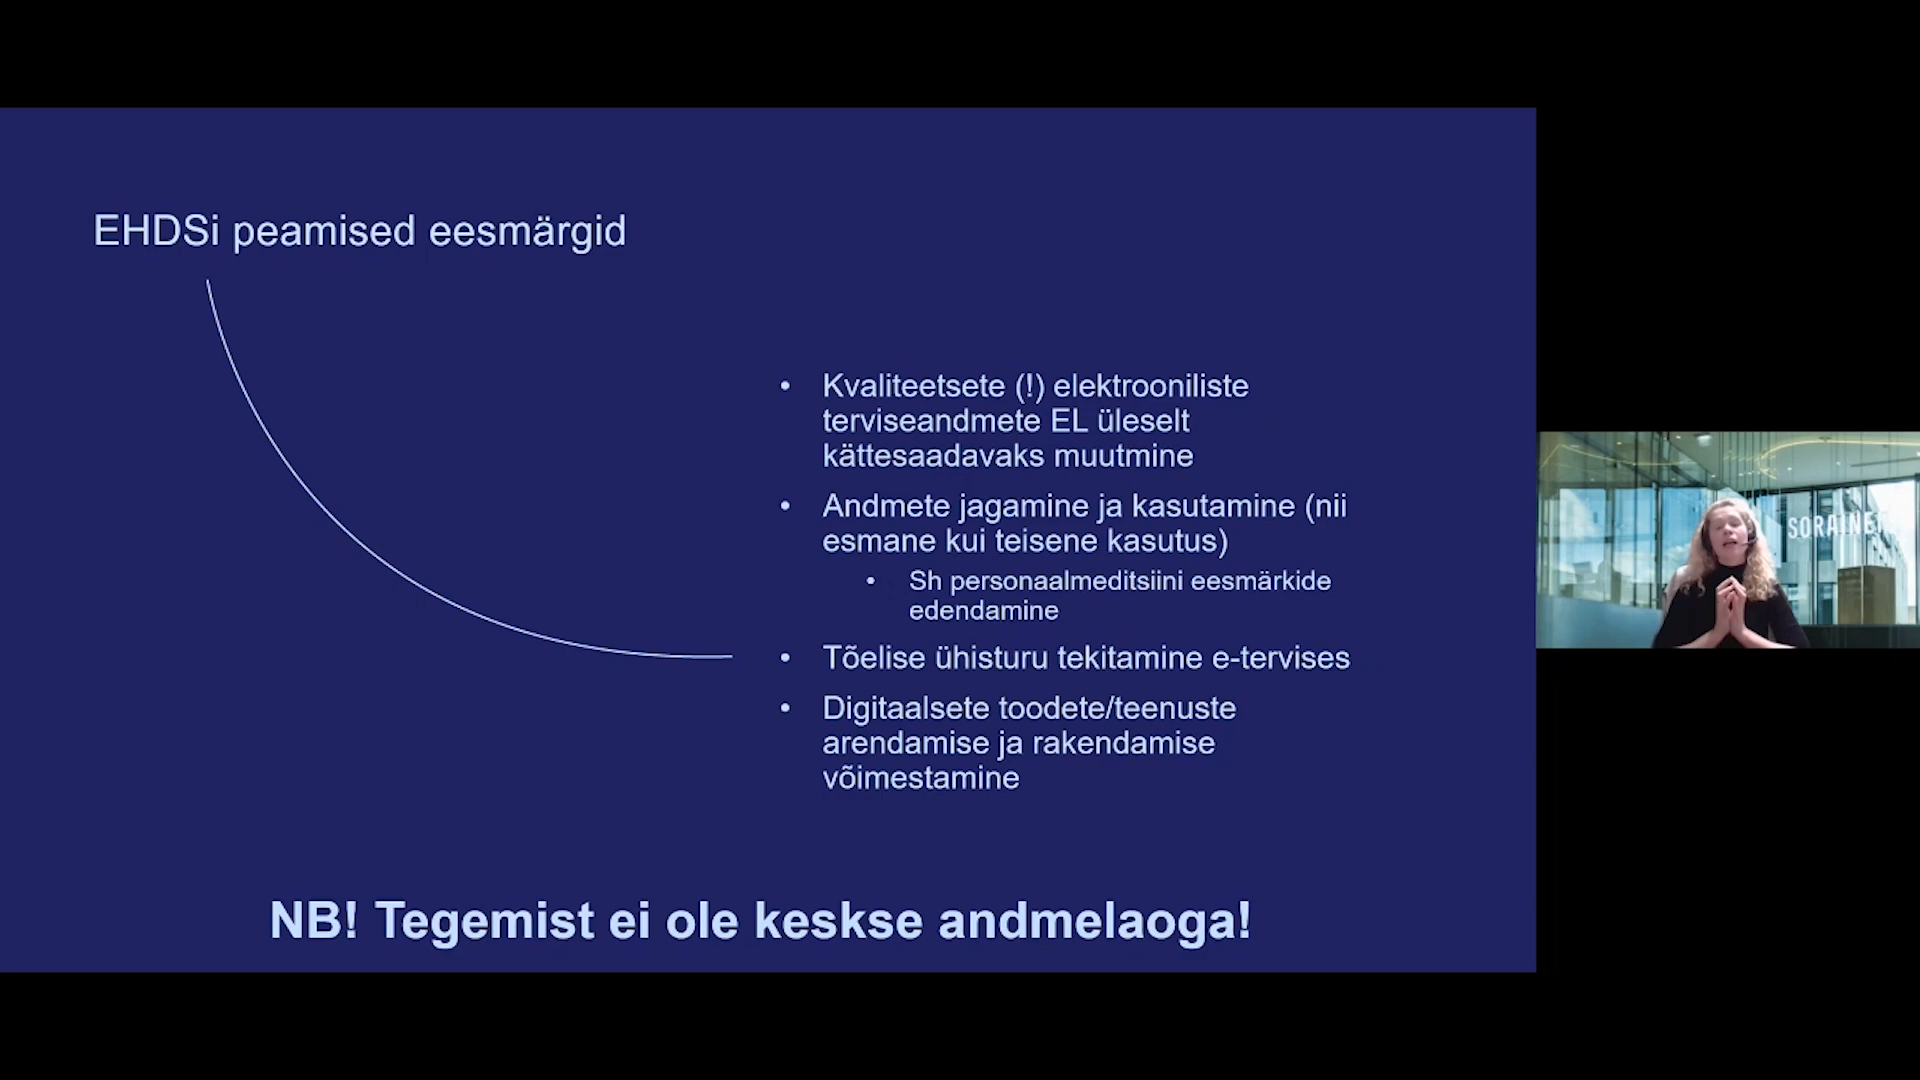 EHDSi peamised eesmärgid
• Kvaliteetsete (!) elektrooniliste
terviseandmete EL üleselt
kättesaadavaks muutmine
• Andmete jagamine ja kasutamine (nii
esmane kui teisene kasutus)
• Sh personaalmeditsiini eesmärkide
edendamine
• Tõelise ühisturu tekitamine e-tervises
• Digitaalsete toodete/teenuste
arendamise ja rakendamise
võimestamine
NB! Tegemist ei ole keskse andmelaoga!
SORAINEN